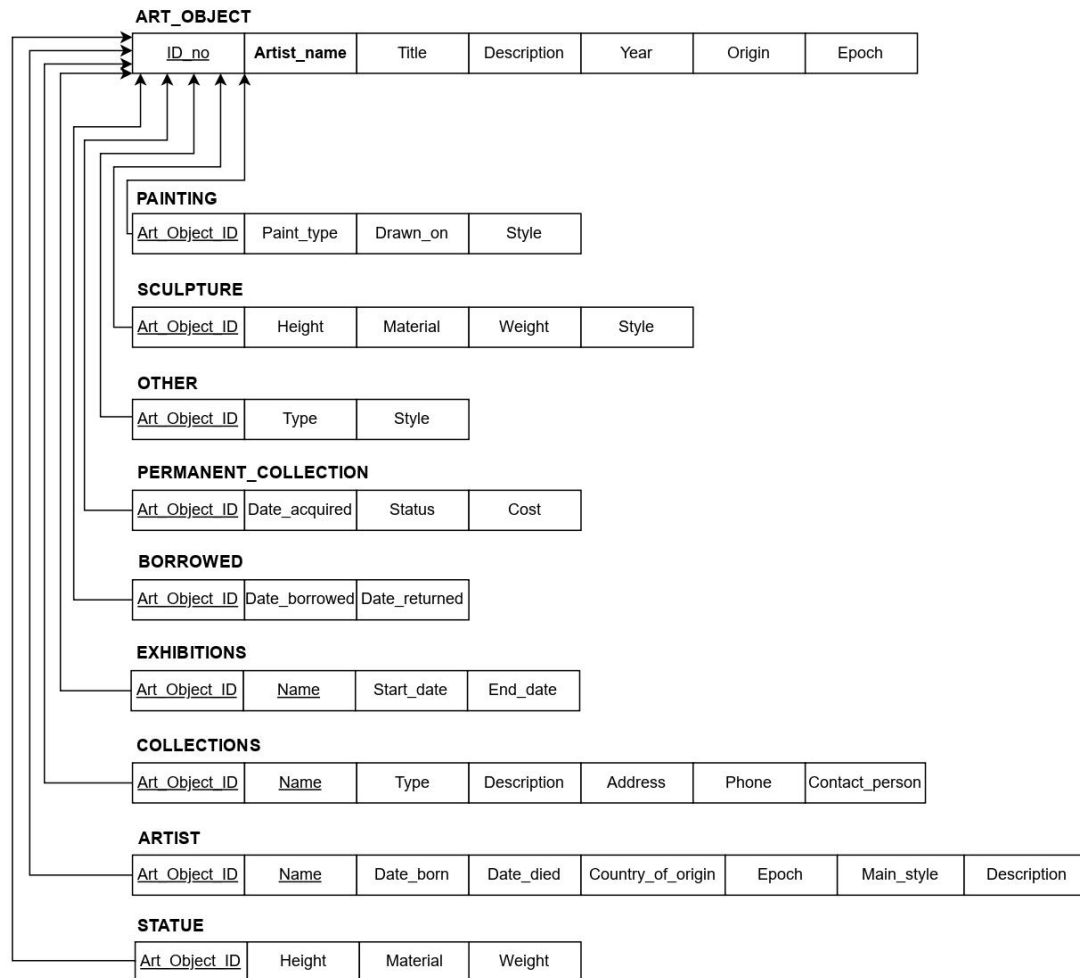 ART_OBJECT
ID_no Artist_name Title Description Year Origin Epoch
PAINTING
Art_Object_ID Paint_type Drawn_on Style
SCULPTURE
Art_Object_ID Height Material Weight Style
OTHER
Art_Object_ID Type Style
PERMANENT_COLLECTION
Art_Object_ID Date_acquired Status Cost
BORROWED
Art_Object_ID Date_borrowed Date_returned
EXHIBITIONS
Art_Object_ID Name Start_date End_date
COLLECTIONS
Art_Object_ID Name Type Description Address Phone Contact_person
ARTIST
Art_Object_ID Name Date_born Date_died Country_of_origin Epoch Main_style Description
STATUE
Art_Object_ID Height Material Weight